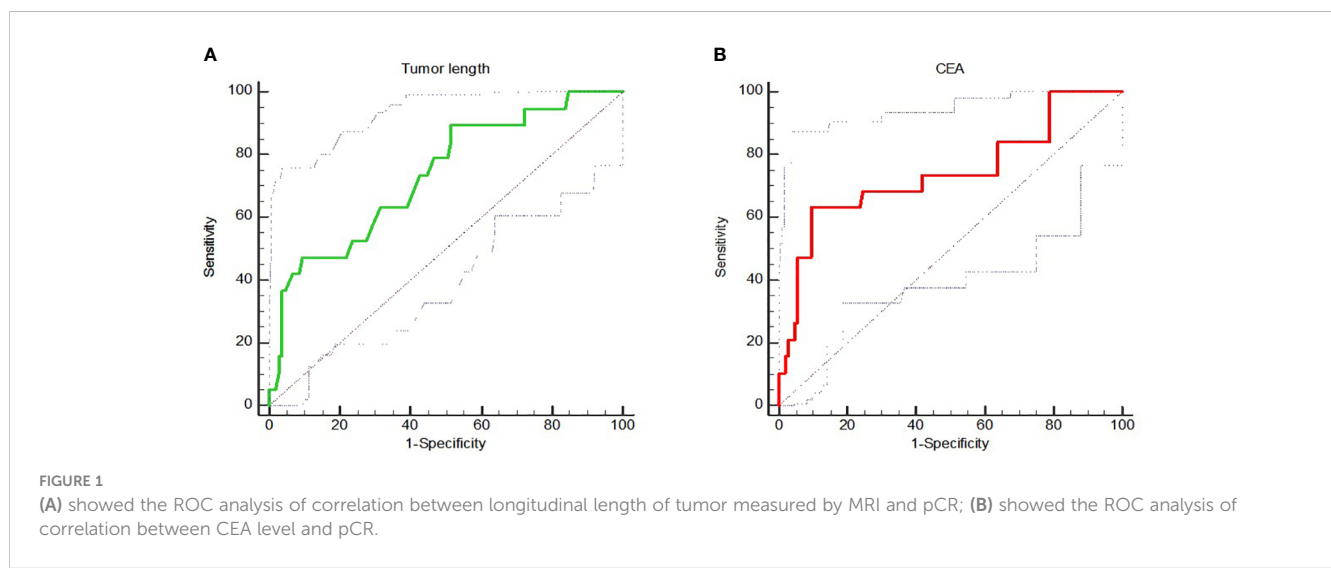 A
Tumor length
100
80
60
40
20
0
Sensitivity
0 20 40 60 80 100
1-Specificity
B
CEA
100
80
60
40
20
0
Sensitivity
0 20 40 60 80 100
1-Specificity
FIGURE 1
(A) showed the ROC analysis of correlation between longitudinal length of tumor measured by MRI and pCR; (B) showed the ROC analysis of
correlation between CEA level and pCR.